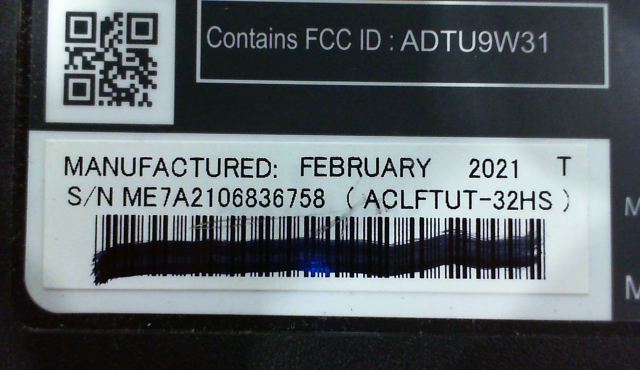 Contains FCC ID : ADTU9W31
MANUFACTURED: FEBRUARY 2021 T
S/N ME7A2106836758 ( ACLFTUT-32HS )
M
M